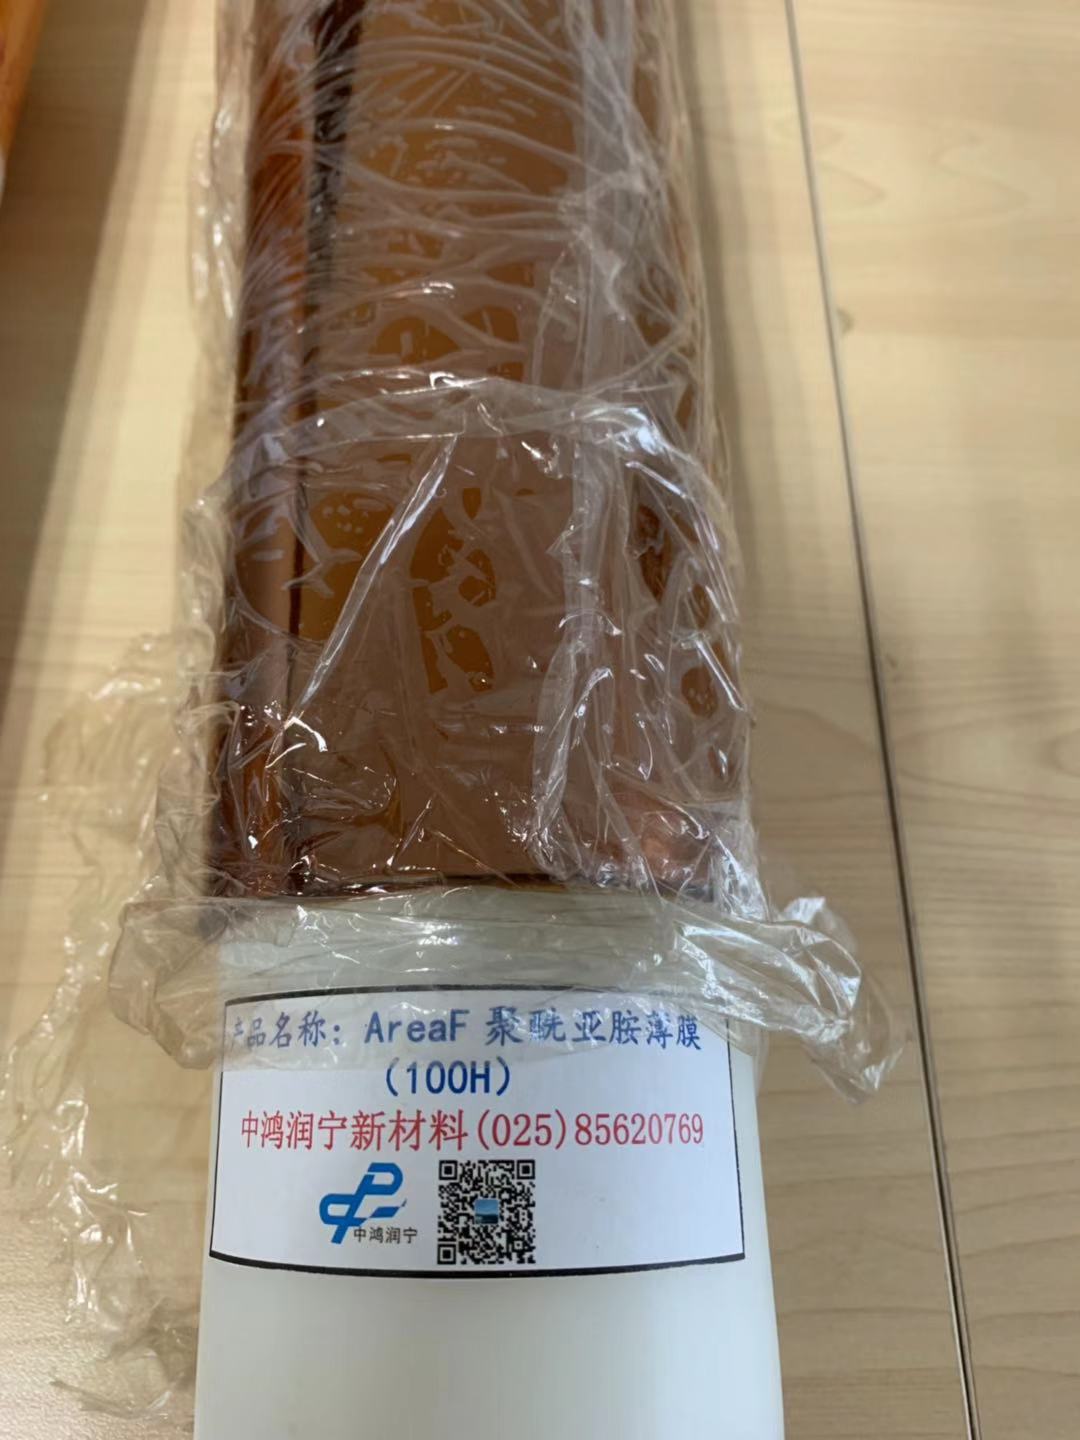 产品名称：AreaF 聚酰亚胺薄膜
（100H）
中鸿润宁新材料(025)85620769
中鸿润宁